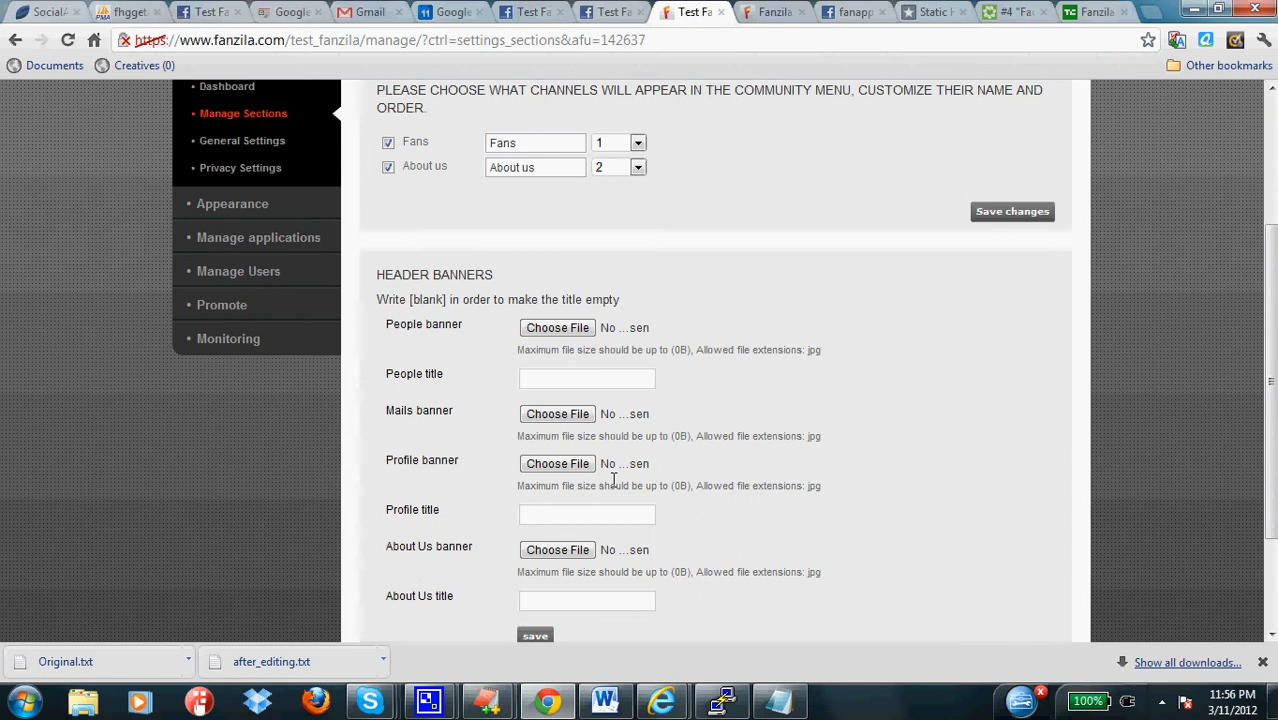 SocialA
fhgget
Test F
Google
Gmail
Google
Test Fa
Test Fa
Test Fa
Fanzila.
fanapp
Static H
#4 "Fac
Fanzila
https://www.fanzila.com/test_fanzila/manage/?ctrl=settings_sections&afu=142637
Documents Creatives (0) Other bookmarks
Dashboard
Manage Sections
General Settings
Privacy Settings
Appearance
Manage applications
Manage Users
Promote
Monitoring
PLEASE CHOOSE WHAT CHANNELS WILL APPEAR IN THE COMMUNITY MENU, CUSTOMIZE THEIR NAME AND
ORDER.
Fans Fans 1
About us About us 2
Save changes
HEADER BANNERS
Write [blank] in order to make the title empty
People banner Choose File No ...sen
Maximum file size should be up to (0B), Allowed file extensions: jpg
People title
Mails banner Choose File No ...sen
Maximum file size should be up to (0B), Allowed file extensions: jpg
Profile banner Choose File No ...sen
Maximum file size should be up to (0B), Allowed file extensions: jpg
Profile title
About Us banner Choose File No ...sen
Maximum file size should be up to (0B), Allowed file extensions: jpg
About Us title
save
Original.txt after_editing.txt Show all downloads...
100% 11:56 PM
3/11/2012